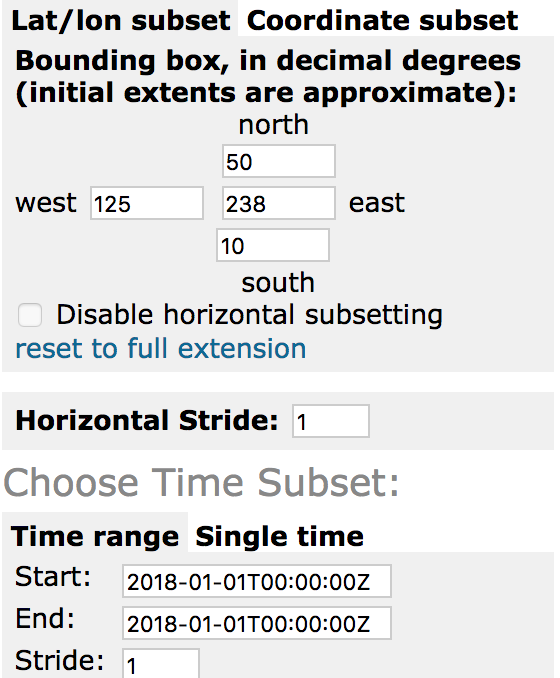 Lat/lon subset Coordinate subset
Bounding box, in decimal degrees
(initial extents are approximate):
north
50
west 125 238 east
10
south
Disable horizontal subsetting
reset to full extension
Horizontal Stride: 1
Choose Time Subset:
Time range Single time
Start: 2018-01-01T00:00:00Z
End: 2018-01-01T00:00:00Z
Stride: 1